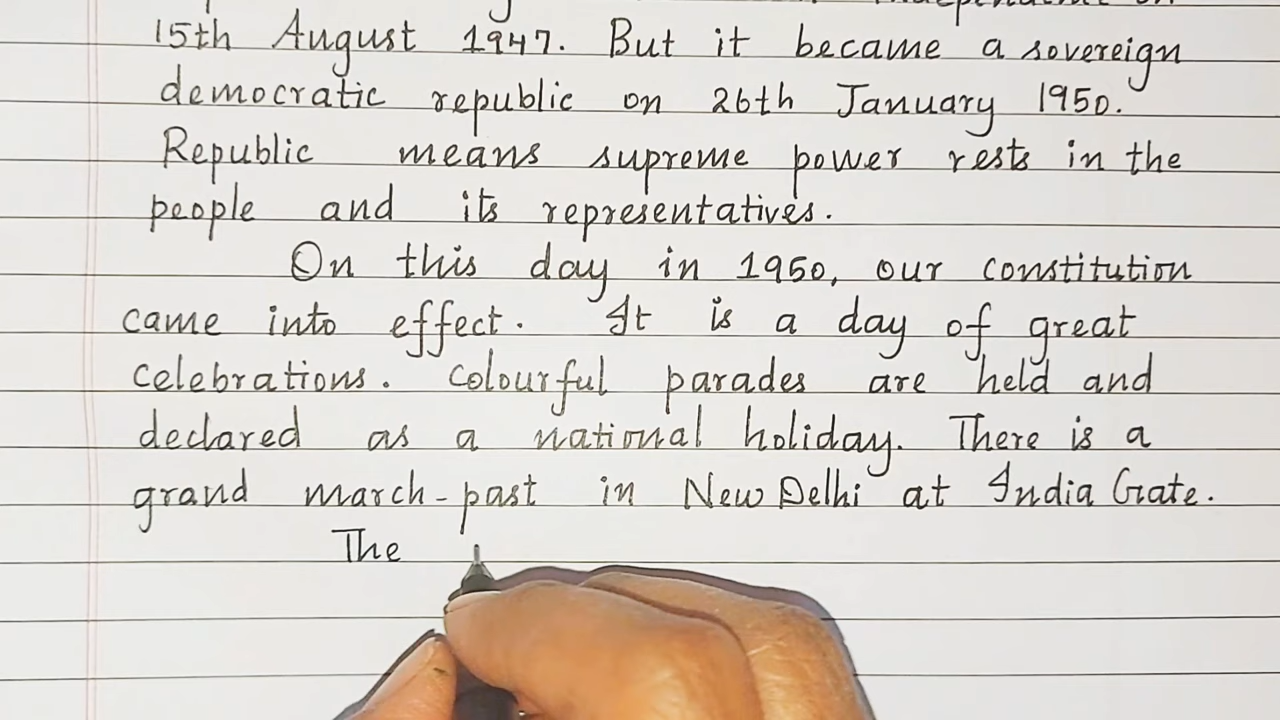 15th August 1947. But it became a sovereign
democratic republic on 26th January 1950.
Republic means supreme power rests in the
people and its representatives.
On this day in 1950, our constitution
came into effect. It is a day of great
celebrations. Colourful parades are held and
declared as a national holiday. There is a
grand march-past in New Delhi at India Gate.
The